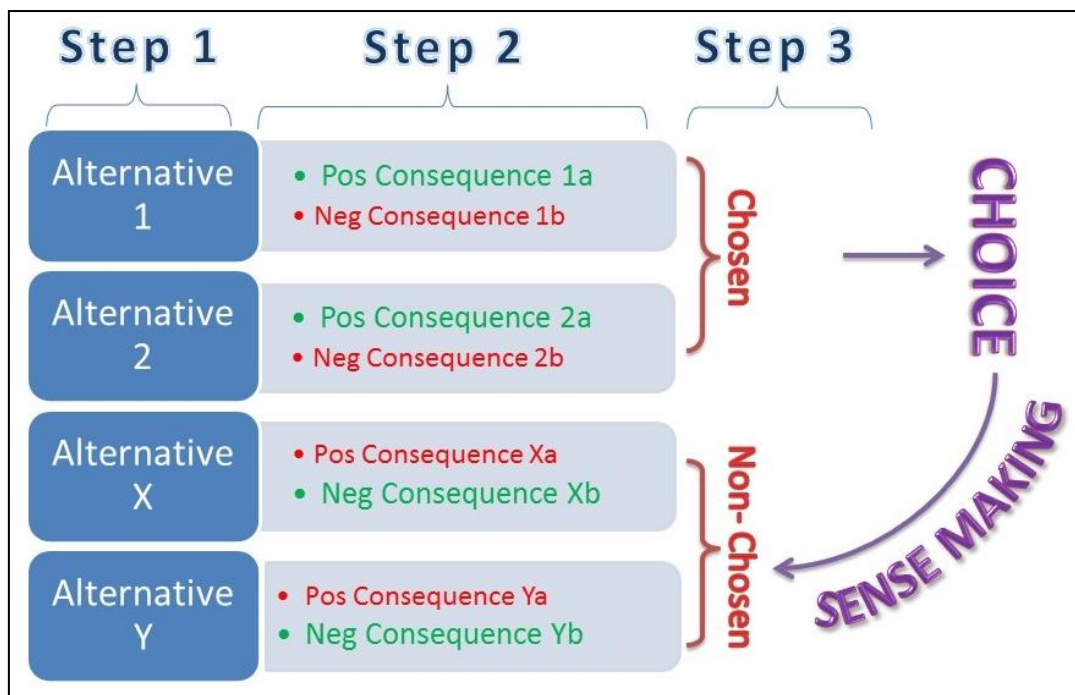 Step 1
Step 2
Step 3
Alternative
1
• Pos Consequence 1a
• Neg Consequence 1b
Alternative
2
• Pos Consequence 2a
• Neg Consequence 2b
Chosen
CHOICE
Alternative
X
• Pos Consequence Xa
• Neg Consequence Xb
Alternative
Y
• Pos Consequence Ya
• Neg Consequence Yb
Non- Chosen
SENSE MAKING